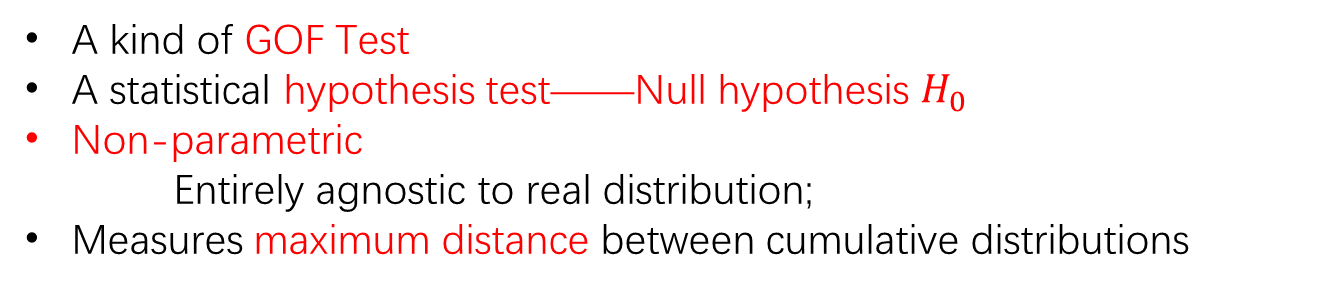 • A kind of GOF Test
• A statistical hypothesis test——Null hypothesis H₀
• Non-parametric
Entirely agnostic to real distribution;
• Measures maximum distance between cumulative distributions